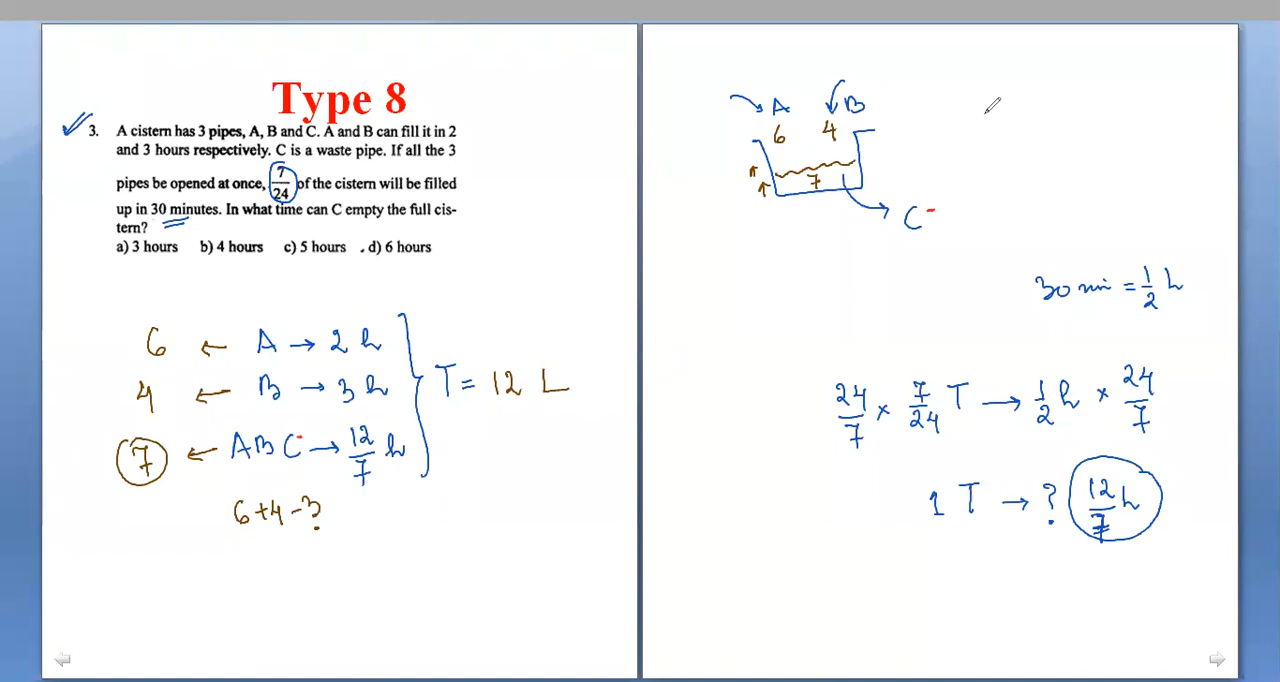 Type 8
3. A cistern has 3 pipes, A, B and C. A and B can fill it in 2
and 3 hours respectively. C is a waste pipe. If all the 3
pipes be opened at once, 7/24 of the cistern will be filled
up in 30 minutes. In what time can C empty the full cis-
tern?
a) 3 hours b) 4 hours c) 5 hours . d) 6 hours
6 ← A → 2 h
4 ← B → 3 h
T = 12 L
7 ← A B C⁻ → 12/7 h
6+4-3
A B
6 4
7
C -
30 min = 1/2 h
24/7 × 7/24 T → 1/2 h × 24/7
1 T → ? 12/7 h